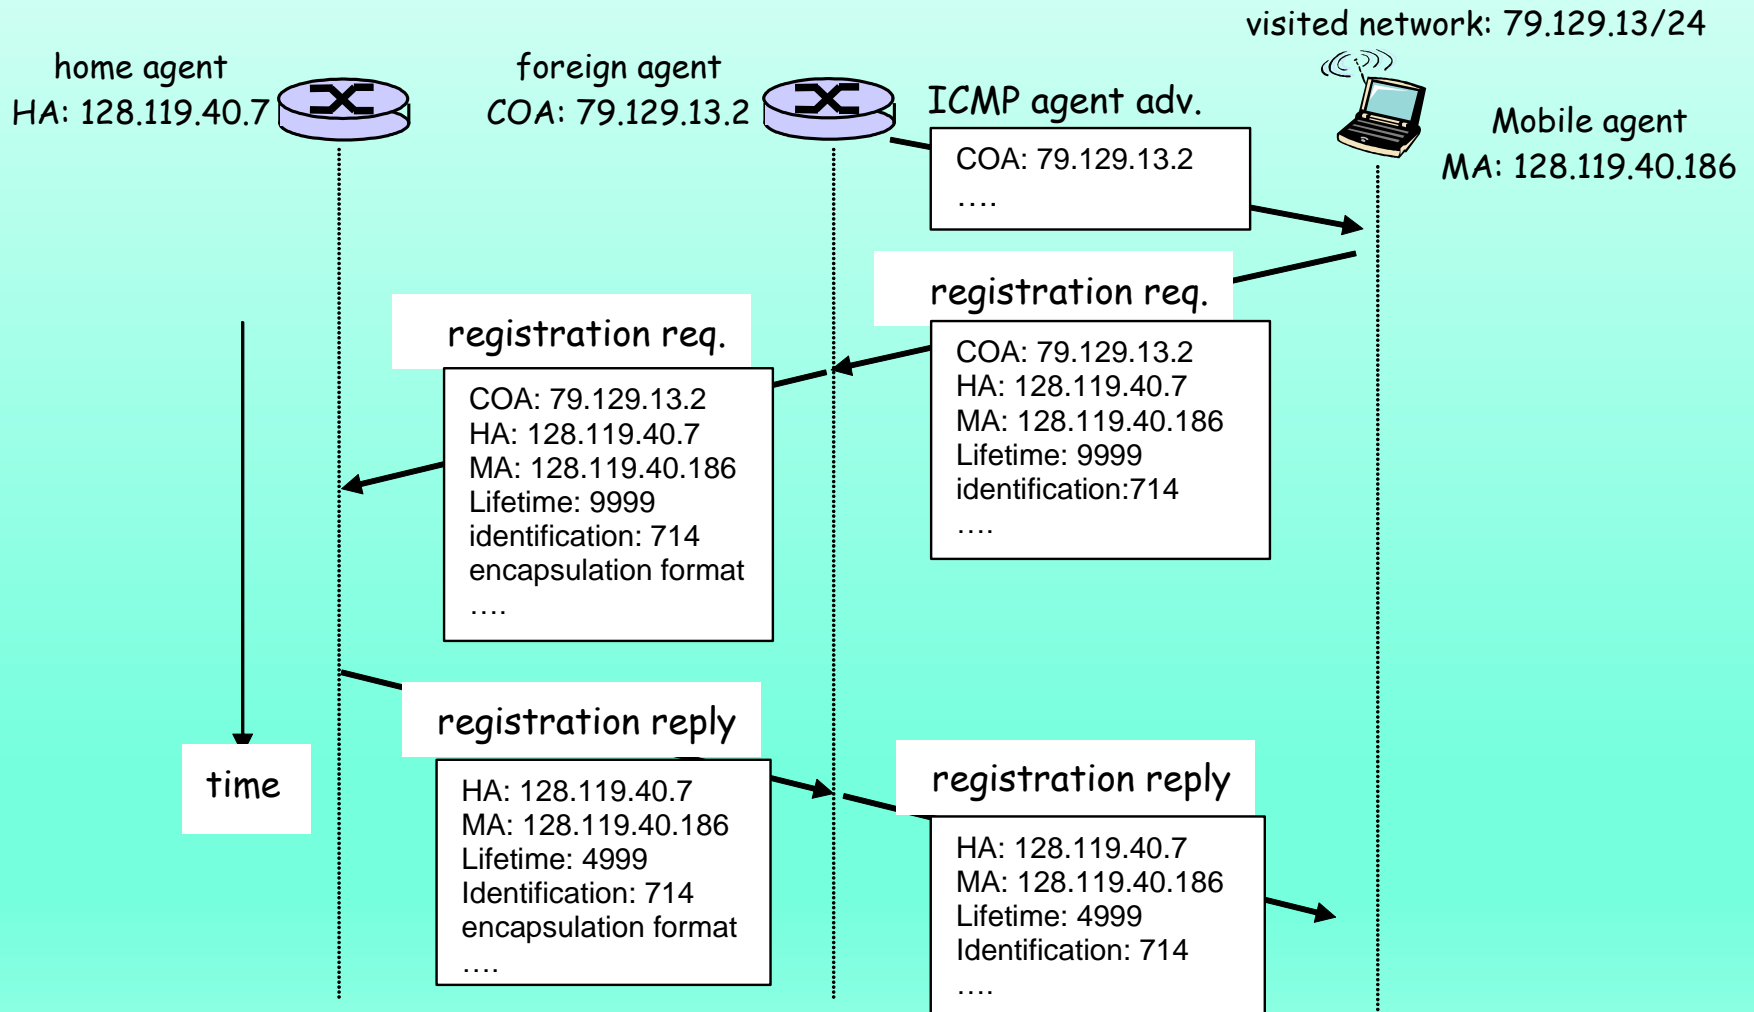 visited network: 79.129.13/24
home agent
HA: 128.119.40.7
foreign agent
COA: 79.129.13.2
ICMP agent adv.
Mobile agent
MA: 128.119.40.186
COA: 79.129.13.2
….
registration req.
COA: 79.129.13.2
HA: 128.119.40.7
MA: 128.119.40.186
Lifetime: 9999
identification:714
….
registration req.
COA: 79.129.13.2
HA: 128.119.40.7
MA: 128.119.40.186
Lifetime: 9999
identification: 714
encapsulation format
….
registration reply
HA: 128.119.40.7
MA: 128.119.40.186
Lifetime: 4999
Identification: 714
encapsulation format
….
time
registration reply
HA: 128.119.40.7
MA: 128.119.40.186
Lifetime: 4999
Identification: 714
….